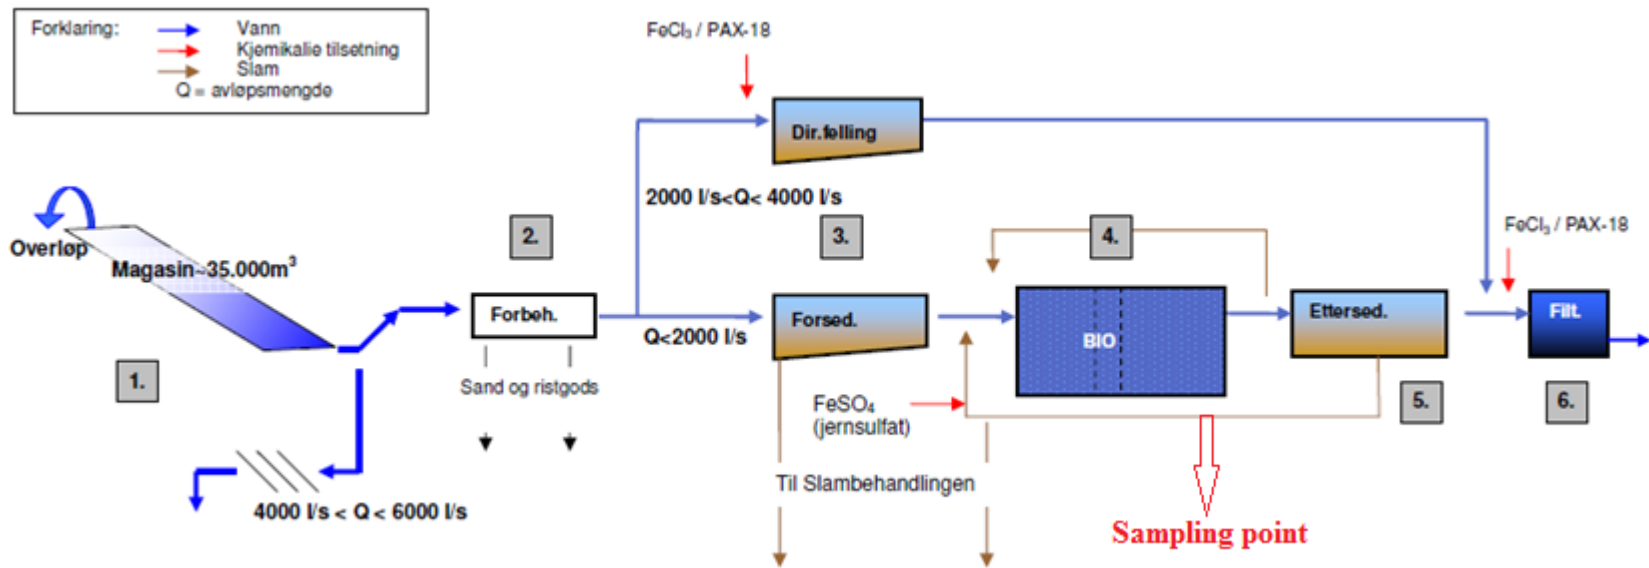 Forklaring:
Vann
Kjemikalie tilsetning
Slam
Q = avløpsmengde
FeCl₃ / PAX-18
Dir.felling
2000 l/s<Q< 4000 l/s
Overløp
Magasin~35.000m³
1.
2.
Forbeh.
Sand og ristgods
Q<2000 l/s
3.
Forsed.
4.
BIO
FeSO₄
(jernsulfat)
Til Slambehandlingen
Ettersed.
5.
FeCl₃ / PAX-18
Filt.
6.
4000 l/s < Q < 6000 l/s
Sampling point